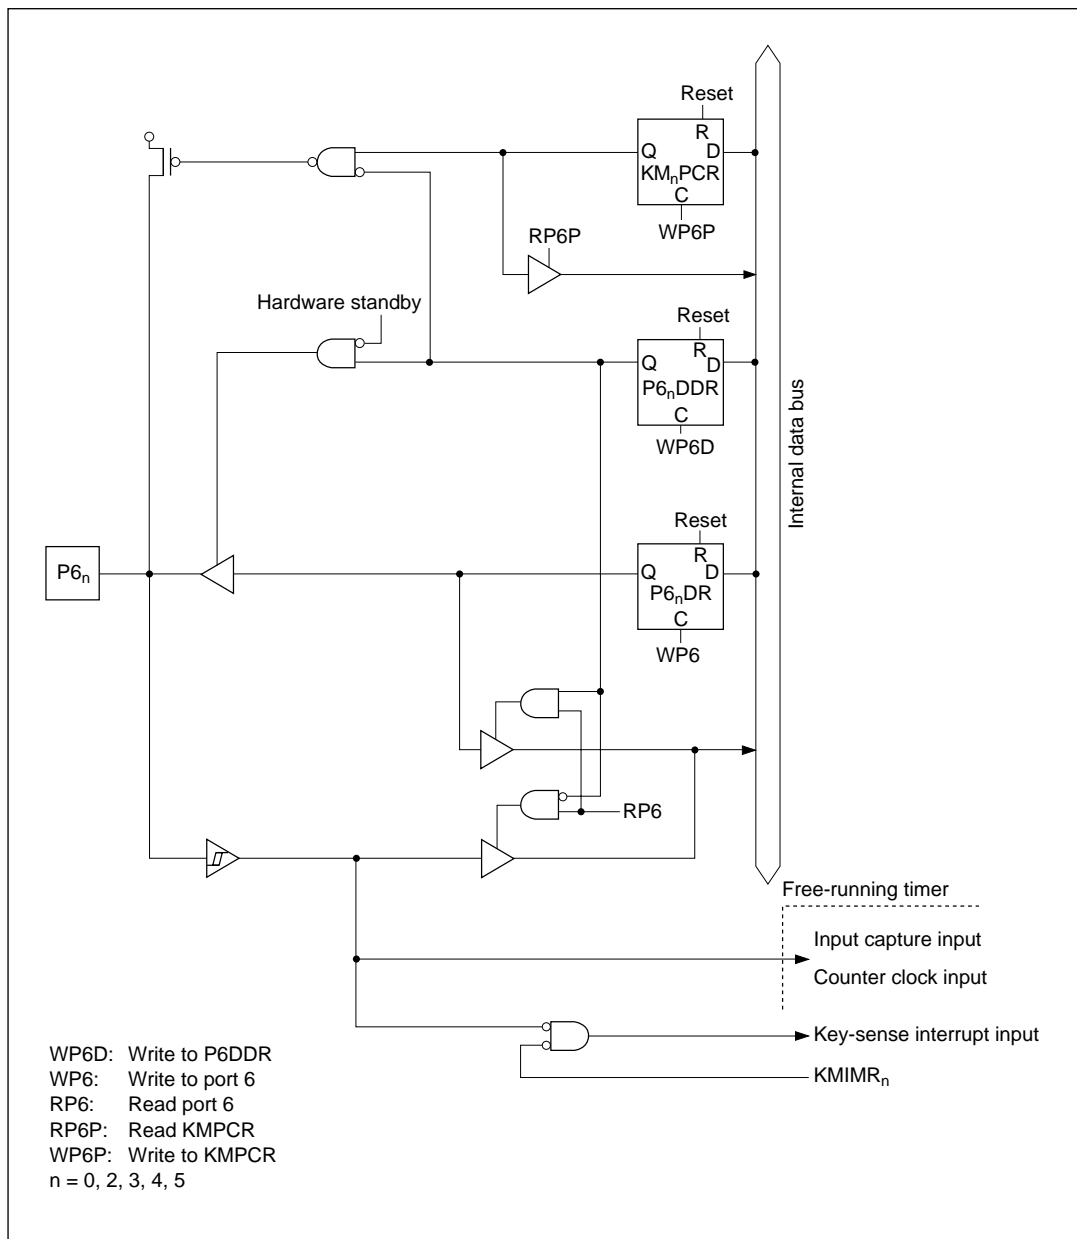 Reset
R
Q D
KMnPCR
C
WP6P
RP6P
Hardware standby
Reset
R
Q D
P6nDDR
C
WP6D
Internal data bus
Reset
R
Q D
P6nDR
C
WP6
P6n
RP6
Free-running timer
Input capture input
Counter clock input
Key-sense interrupt input
KMIMRn
WP6D: Write to P6DDR
WP6: Write to port 6
RP6: Read port 6
RP6P: Read KMPCR
WP6P: Write to KMPCR
n = 0, 2, 3, 4, 5